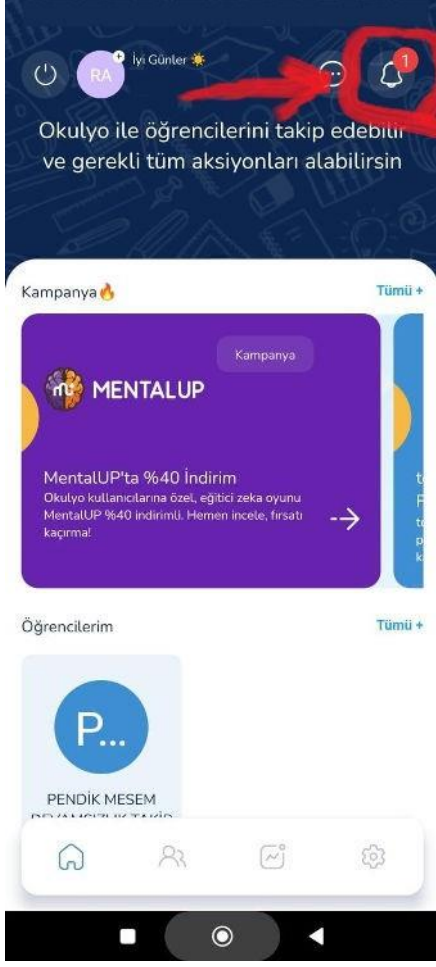 İyi Günler
RA
1
Okulyo ile öğrencilerini takip edebilir
ve gerekli tüm aksiyonları alabilirsin
Kampanya
Tümü +
Kampanya
MENTALUP
MentalUP'ta %40 İndirim
Okulyo kullanıcılarına özel, eğitici zeka oyunu
MentalUP %40 indirimli. Hemen incele, fırsatı
kaçırma!
Öğrencilerim
Tümü +
P...
PENDİK MESEM
DEVAMSIZLIK TAKİP